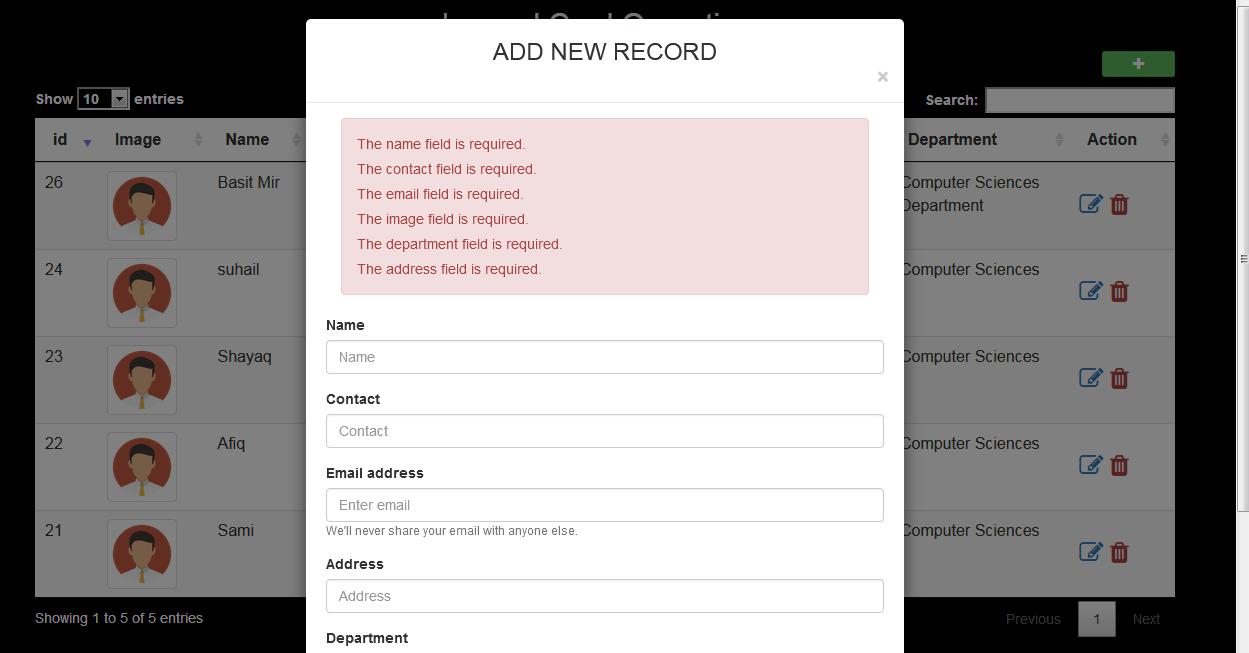 ADD NEW RECORD
×
Show 10 entries
Search:
id Image Name Department Action
The name field is required.
The contact field is required.
The email field is required.
The image field is required.
The department field is required.
The address field is required.
26 Basit Mir Computer Sciences
Department
24 suhail Computer Sciences
23 Shayaq Computer Sciences
22 Afiq Computer Sciences
21 Sami Computer Sciences
Name
Name
Contact
Contact
Email address
Enter email
We'll never share your email with anyone else.
Address
Address
Department
Showing 1 to 5 of 5 entries
Previous 1 Next